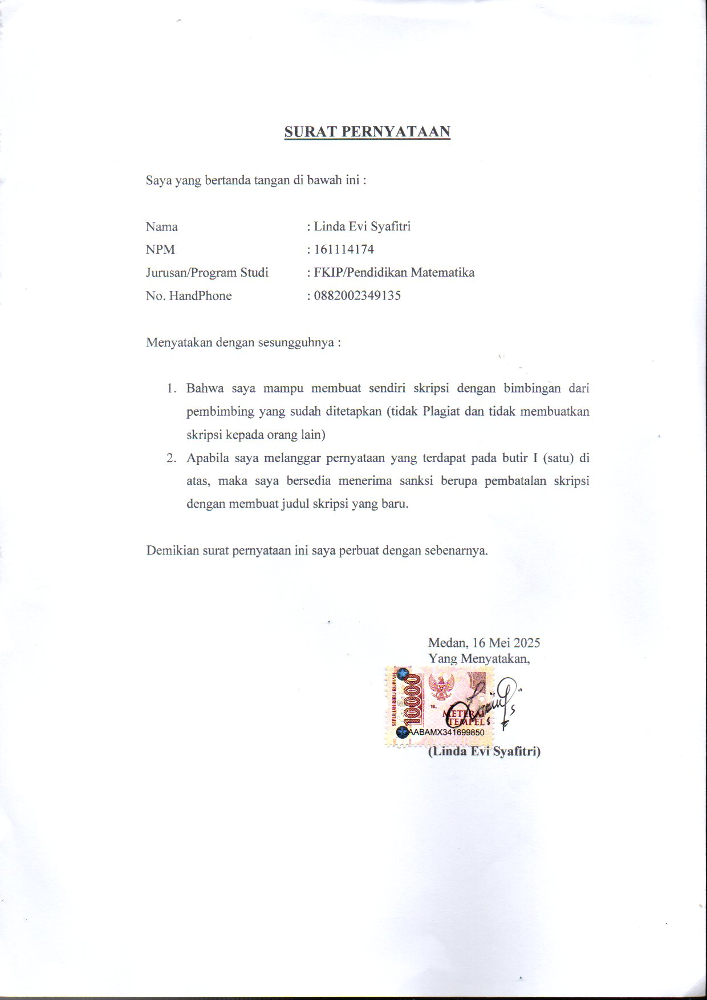 SURAT PERNYATAAN
Saya yang bertanda tangan di bawah ini :
Nama : Linda Evi Syafitri
NPM : 161114174
Jurusan/Program Studi : FKIP/Pendidikan Matematika
No. HandPhone : 0882002349135
Menyatakan dengan sesungguhnya :
1. Bahwa saya mampu membuat sendiri skripsi dengan bimbingan dari
pembimbing yang sudah ditetapkan (tidak Plagiat dan tidak membuatkan
skripsi kepada orang lain)
2. Apabila saya melanggar pernyataan yang terdapat pada butir I (satu) di
atas, maka saya bersedia menerima sanksi berupa pembatalan skripsi
dengan membuat judul skripsi yang baru.
Demikian surat pernyataan ini saya perbuat dengan sebenarnya.
Medan, 16 Mei 2025
Yang Menyatakan,
SEPULUH RIBU RUPIAH
10000
TGL.
METERAI
TEMPEL
AABAMX341699850
(Linda Evi Syafitri)